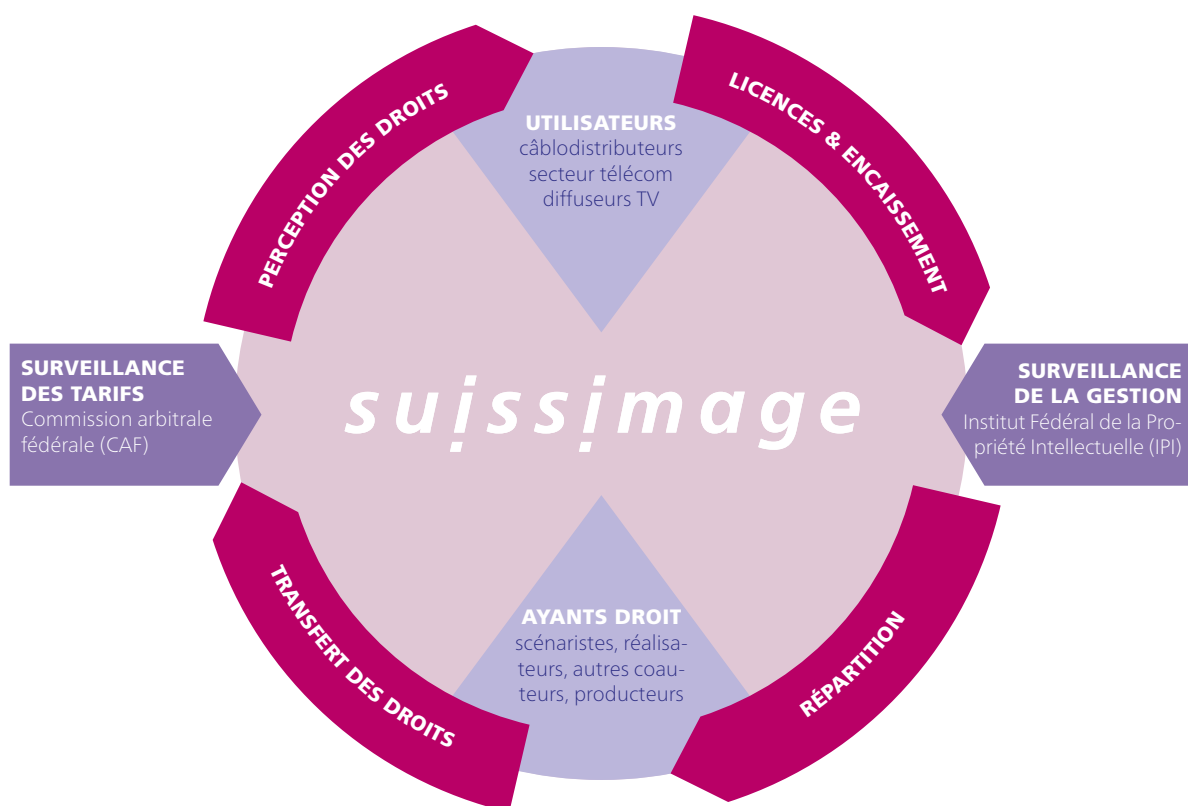 PERCEPTION DES DROITS
UTILISATEURS
câblodistributeurs
secteur télécom
diffuseurs TV
LICENCES & ENCAISSEMENT
SURVEILLANCE
DES TARIFS
Commission arbitrale
fédérale (CAF)
suissimage
SURVEILLANCE
DE LA GESTION
Institut Fédéral de la Pro-
priété Intellectuelle (IPI)
TRANSFERT DES DROITS
AYANTS DROIT
scénaristes, réalisa-
teurs, autres coau-
teurs, producteurs
RÉPARTITION